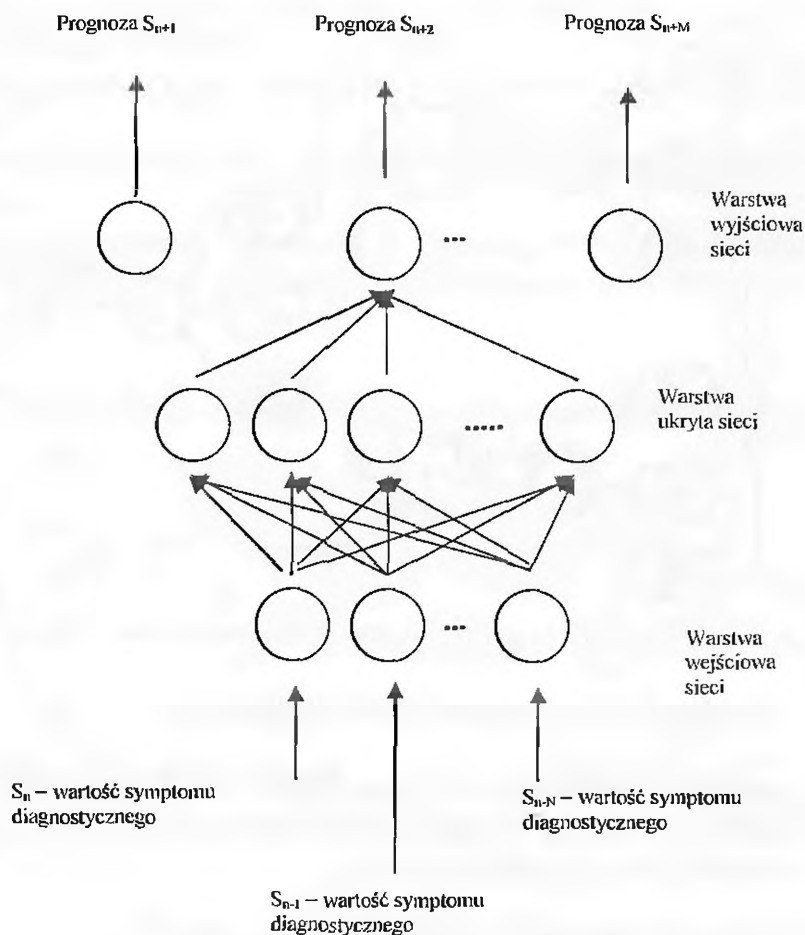 Prognoza Sₙ₊₁ Prognoza Sₙ₊₂ Prognoza Sₙ₊M
Warstwa
wyjściowa
sieci
...
Warstwa
ukryta sieci
.....
...
Warstwa
wejściowa
sieci
Sₙ – wartość symptomu
diagnostycznego
Sₙ₋N – wartość symptomu
diagnostycznego
Sₙ₋₁ – wartość symptomu
diagnostycznego